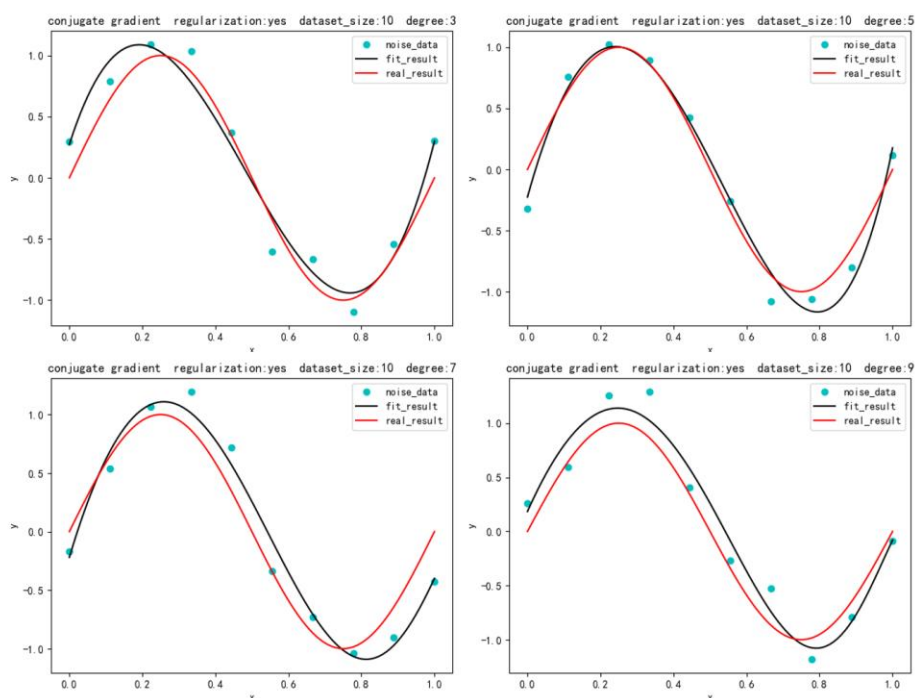 conjugate gradient  regularization:yes  dataset_size:10  degree:3
noise_data
fit_result
real_result
1.0
0.5
0.0
-0.5
-1.0
y
0.0 0.2 0.4 0.6 0.8 1.0
x
conjugate gradient  regularization:yes  dataset_size:10  degree:5
noise_data
fit_result
real_result
1.0
0.5
0.0
-0.5
-1.0
y
0.0 0.2 0.4 0.6 0.8 1.0
x
conjugate gradient  regularization:yes  dataset_size:10  degree:7
noise_data
fit_result
real_result
1.0
0.5
0.0
-0.5
-1.0
y
0.0 0.2 0.4 0.6 0.8 1.0
x
conjugate gradient  regularization:yes  dataset_size:10  degree:9
noise_data
fit_result
real_result
1.0
0.5
0.0
-0.5
-1.0
y
0.0 0.2 0.4 0.6 0.8 1.0
x